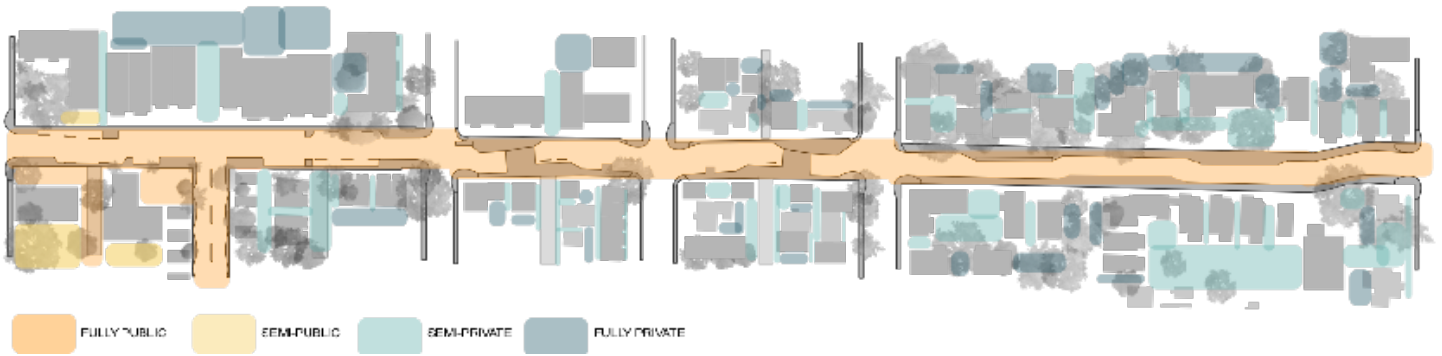 FULLY PUBLIC
SEMI-PUBLIC
SEMI-PRIVATE
FULLY PRIVATE